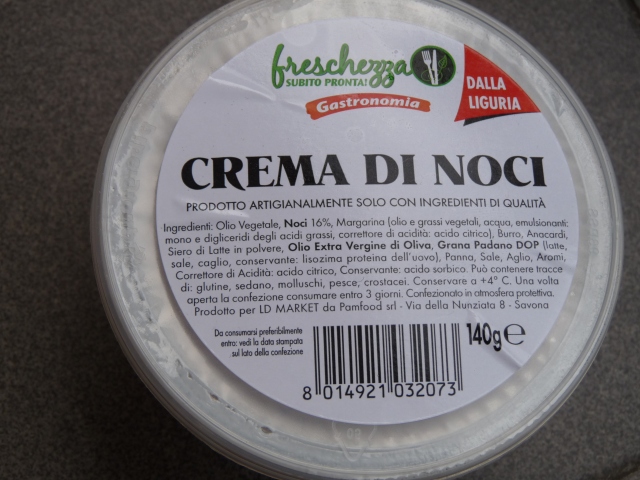 freschezza
SUBITO PRONTA!
Gastronomia
DALLA
LIGURIA
CREMA DI NOCI
PRODOTTO ARTIGIANALMENTE SOLO CON INGREDIENTI DI QUALITÀ
Ingredienti: Olio Vegetale, Noci 16%, Margarina (olio e grassi vegetali, acqua, emulsionanti:
mono e digliceridi degli acidi grassi, correttore di acidità: acido citrico), Burro, Anacardi,
Siero di Latte in polvere, Olio Extra Vergine di Oliva, Grana Padano DOP (latte,
sale, caglio, conservante: lisozima proteina dell'uovo), Panna, Sale, Aglio, Aromi,
Correttore di Acidità: acido citrico, Conservante: acido sorbico. Può contenere tracce
di: glutine, sedano, molluschi, pesce, crostacei. Conservare a +4° C. Una volta
aperta la confezione consumare entro 3 giorni. Confezionato in atmosfera protettiva.
Prodotto per LD MARKET da Pamfood srl - Via della Nunziata 8 - Savona
Da consumarsi preferibilmente
entro: vedi la data stampata
sul lato della confezione
140g e
8 014921 032073